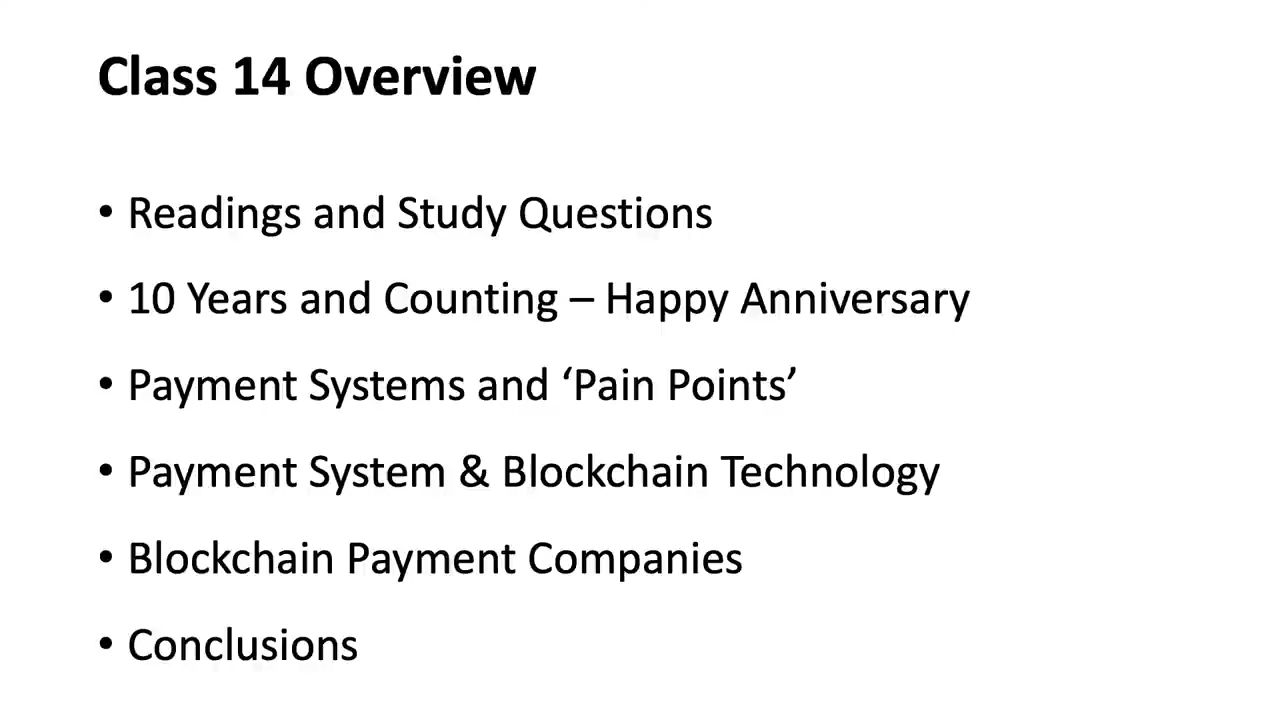 Class 14 Overview
• Readings and Study Questions
• 10 Years and Counting – Happy Anniversary
• Payment Systems and ‘Pain Points’
• Payment System & Blockchain Technology
• Blockchain Payment Companies
• Conclusions